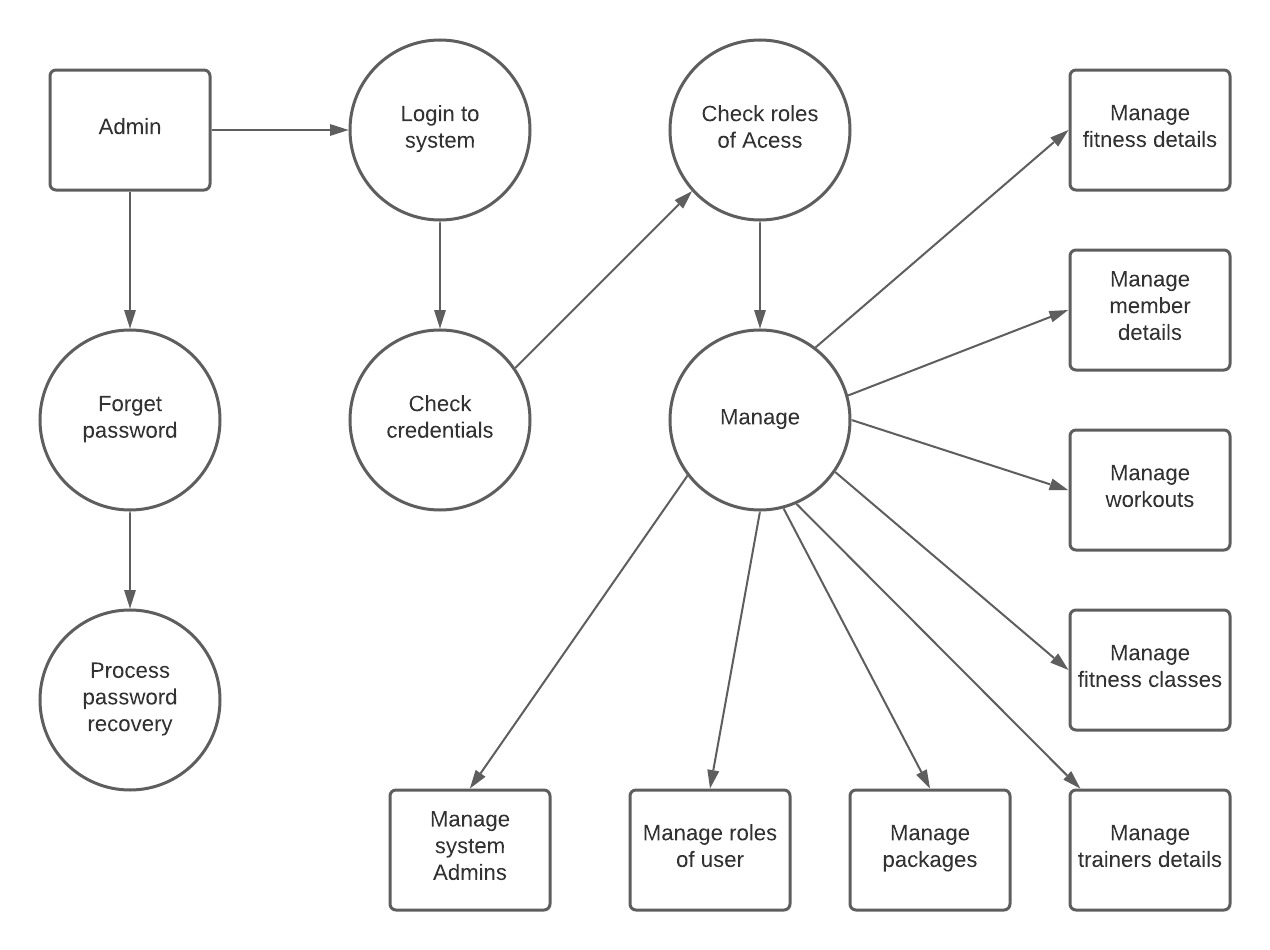 Admin
Login to
system
Check roles
of Acess
Manage
fitness details
Manage
member
details
Forget
password
Check
credentials
Manage
Manage
workouts
Process
password
recovery
Manage
fitness classes
Manage
system
Admins
Manage roles
of user
Manage
packages
Manage
trainers details